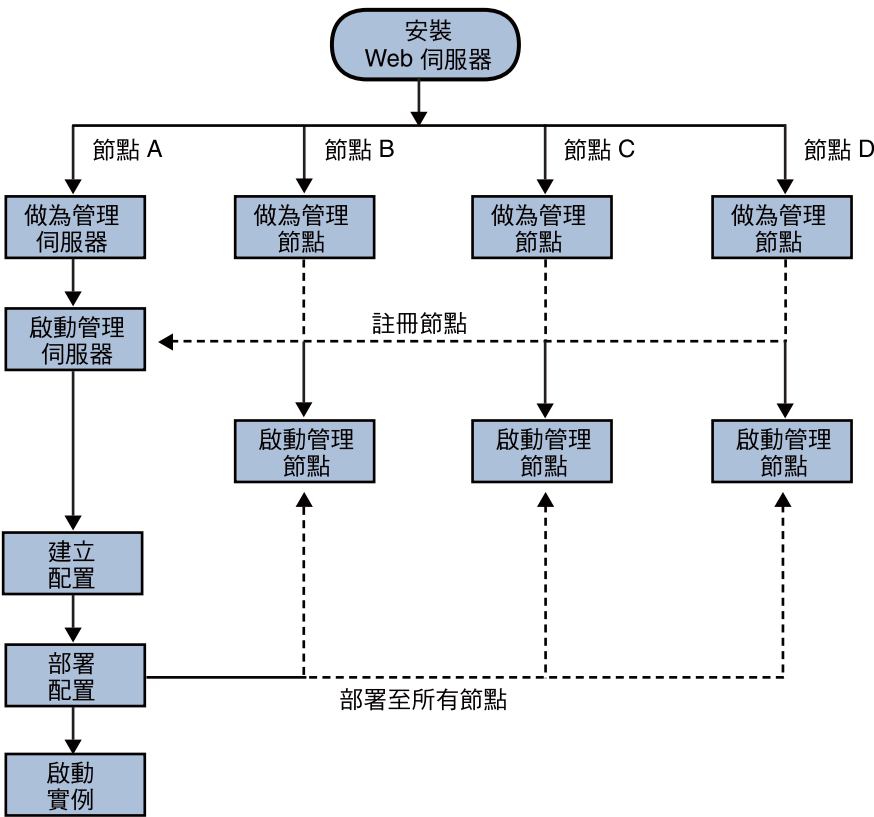 安裝
Web 伺服器
節點 A
節點 B
節點 C
節點 D
做為管理
伺服器
做為管理
節點
做為管理
節點
做為管理
節點
啟動管理
伺服器
註冊節點
啟動管理
節點
啟動管理
節點
啟動管理
節點
建立
配置
部署
配置
部署至所有節點
啟動
實例